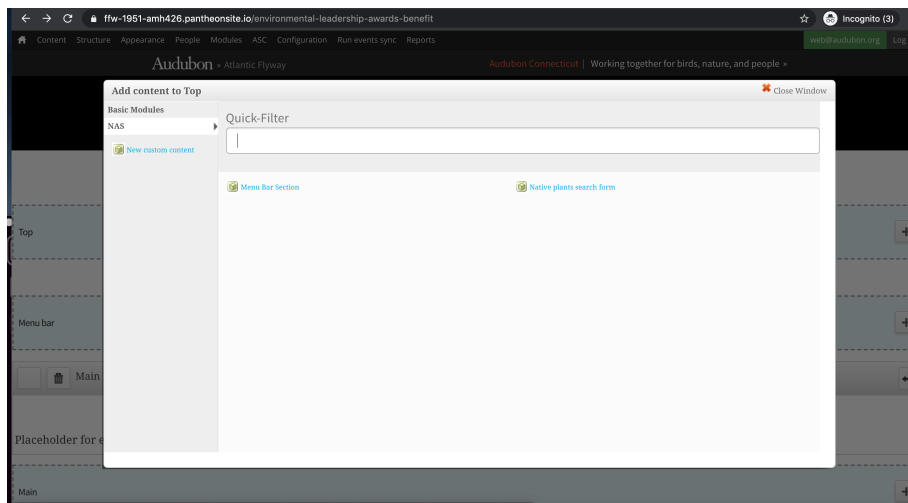 ffw-1951-amh426.pantheonsite.io/environmental-leadership-awards-benefit
Incognito (3)
Content Structure Appearance People Modules ASC Configuration Run events sync Reports
web@audubon.org Log
Audubon » Atlantic Flyway
Audubon Connecticut | Working together for birds, nature, and people »
Add content to Top
Close Window
Basic Modules
NAS
New custom content
Quick-Filter
Menu Bar Section
Native plants search form
Top
Menu bar
Main
Placeholder for e
Main